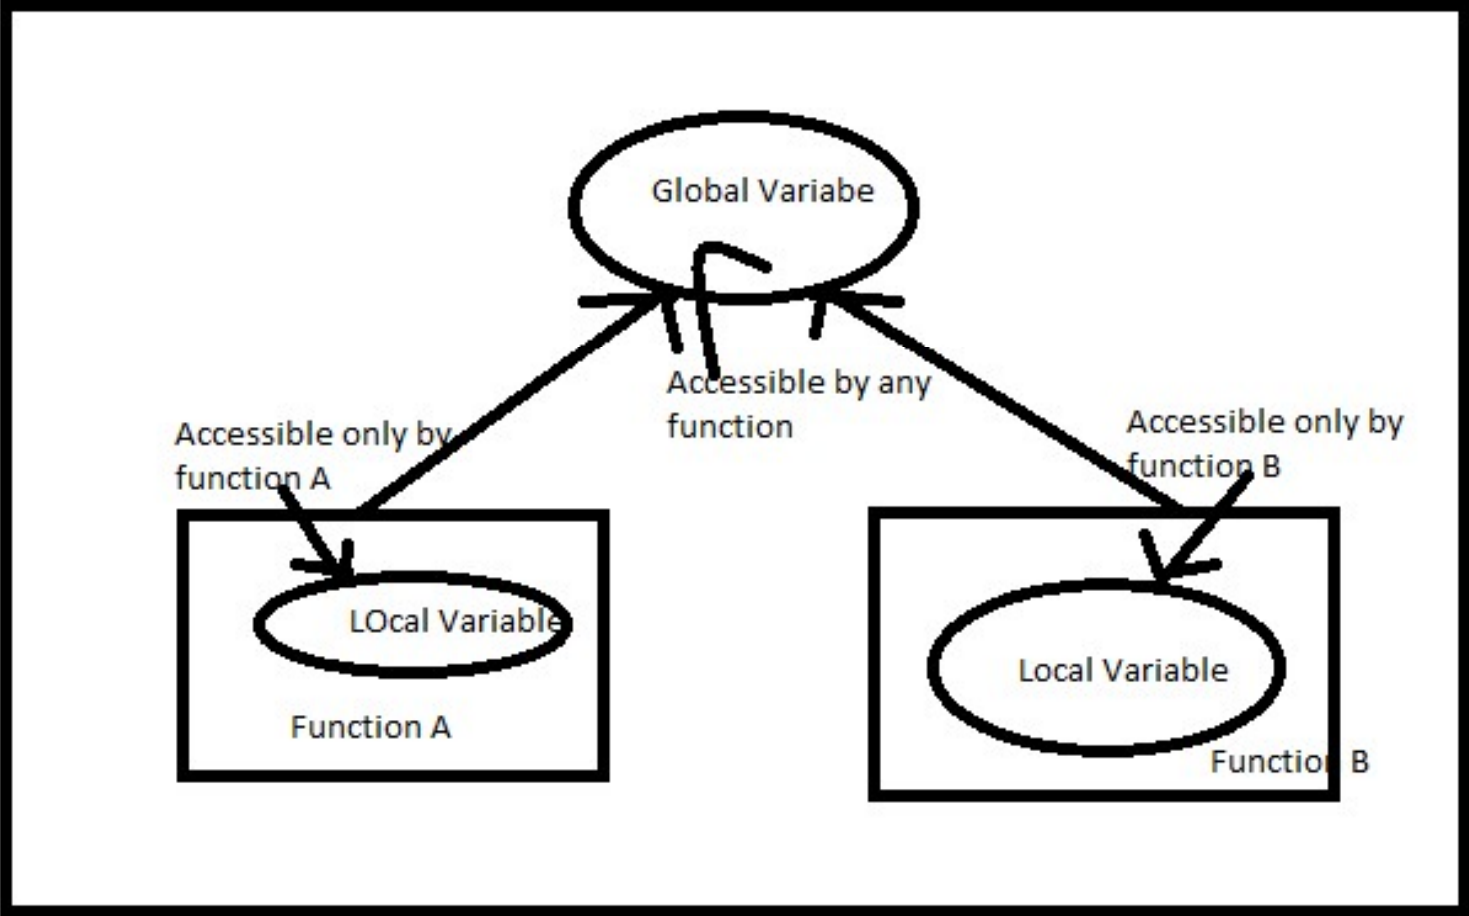 Global Variabe
Accessible by any
function
Accessible only by
function A
Accessible only by
function B
LOcal Variable
Function A
Local Variable
Function B